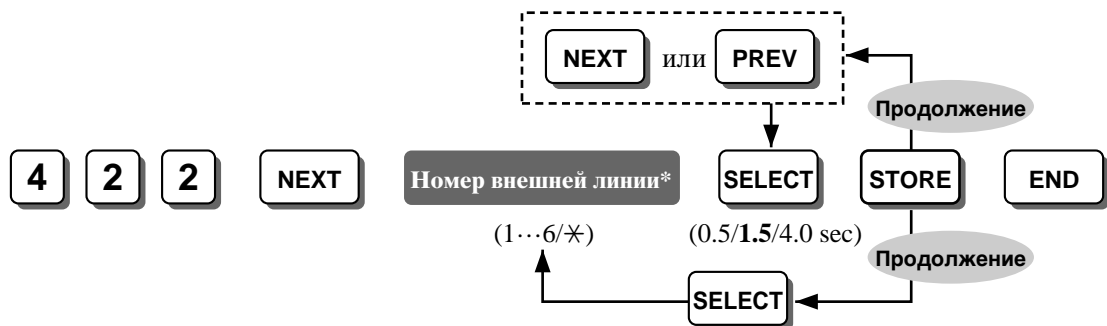 NEXT или PREV
Продолжение
4 2 2 NEXT Номер внешней линии* SELECT STORE END
(1···6/✳) (0.5/1.5/4.0 sec)
Продолжение
SELECT